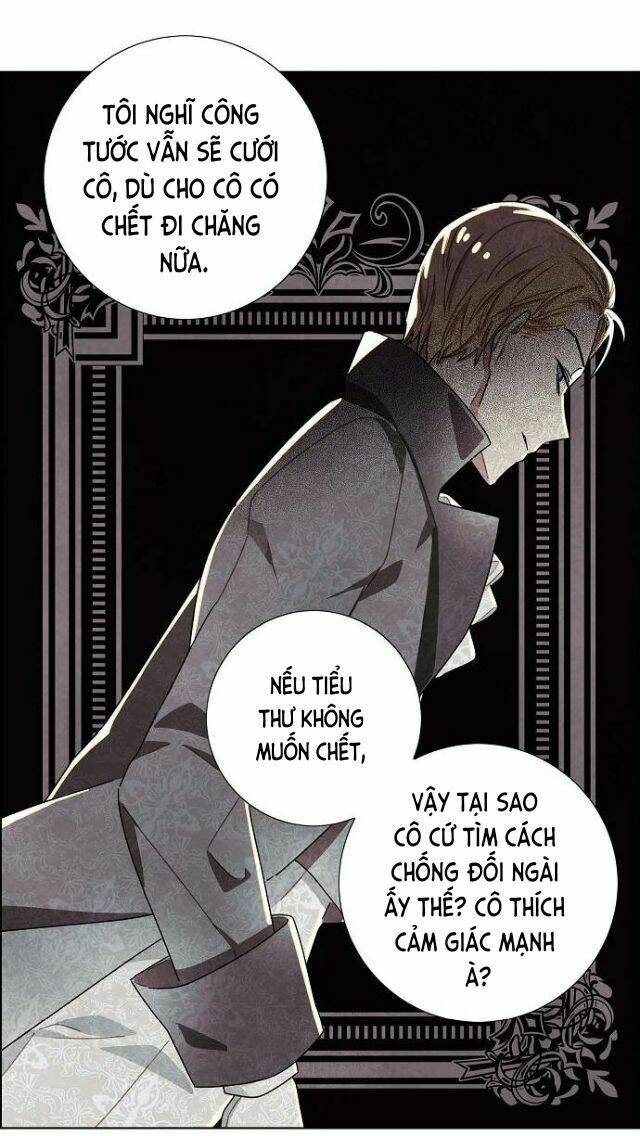 TÔI NGHĨ CÔNG
TƯỚC VẪN SẼ CƯỚI
CÔ, DÙ CHO CÔ CÓ
CHẾT ĐI CHĂNG
NỮA.
NẾU TIỂU
THƯ KHÔNG
MUỐN CHẾT,
VẬY TẠI SAO
CÔ CỨ TÌM CÁCH
CHỐNG ĐỐI NGÀI
ẤY THẾ? CÔ THÍCH
CẢM GIÁC MẠNH
À?